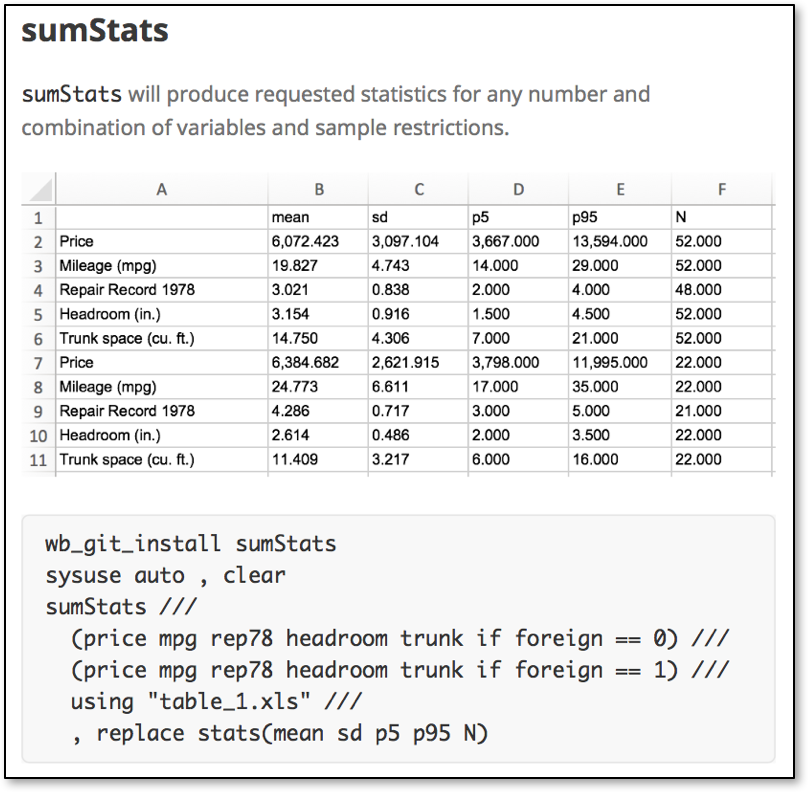 sumStats
sumStats will produce requested statistics for any number and
combination of variables and sample restrictions.
A B C D E F
1 mean sd p5 p95 N
2 Price 6,072.423 3,097.104 3,667.000 13,594.000 52.000
3 Mileage (mpg) 19.827 4.743 14.000 29.000 52.000
4 Repair Record 1978 3.021 0.838 2.000 4.000 48.000
5 Headroom (in.) 3.154 0.916 1.500 4.500 52.000
6 Trunk space (cu. ft.) 14.750 4.306 7.000 21.000 52.000
7 Price 6,384.682 2,621.915 3,798.000 11,995.000 22.000
8 Mileage (mpg) 24.773 6.611 17.000 35.000 22.000
9 Repair Record 1978 4.286 0.717 3.000 5.000 21.000
10 Headroom (in.) 2.614 0.486 2.000 3.500 22.000
11 Trunk space (cu. ft.) 11.409 3.217 6.000 16.000 22.000
wb_git_install sumStats
sysuse auto , clear
sumStats ///
(price mpg rep78 headroom trunk if foreign == 0) ///
(price mpg rep78 headroom trunk if foreign == 1) ///
using "table_1.xls" ///
, replace stats(mean sd p5 p95 N)